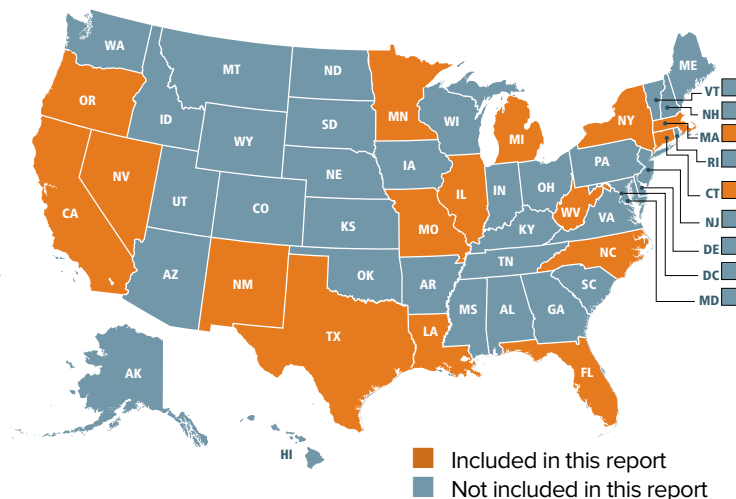 WA
ME
MT
ND
VT
OR
MN
NH
ID
SD
WI
NY
MA
WY
MI
RI
IA
PA
NE
CT
NV
IL
IN
OH
UT
NJ
CO
WV
CA
VA
KS
MO
KY
DE
NC
TN
DC
AZ
OK
NM
AR
SC
MD
MS
AL
GA
TX
LA
AK
FL
HI
Included in this report
Not included in this report